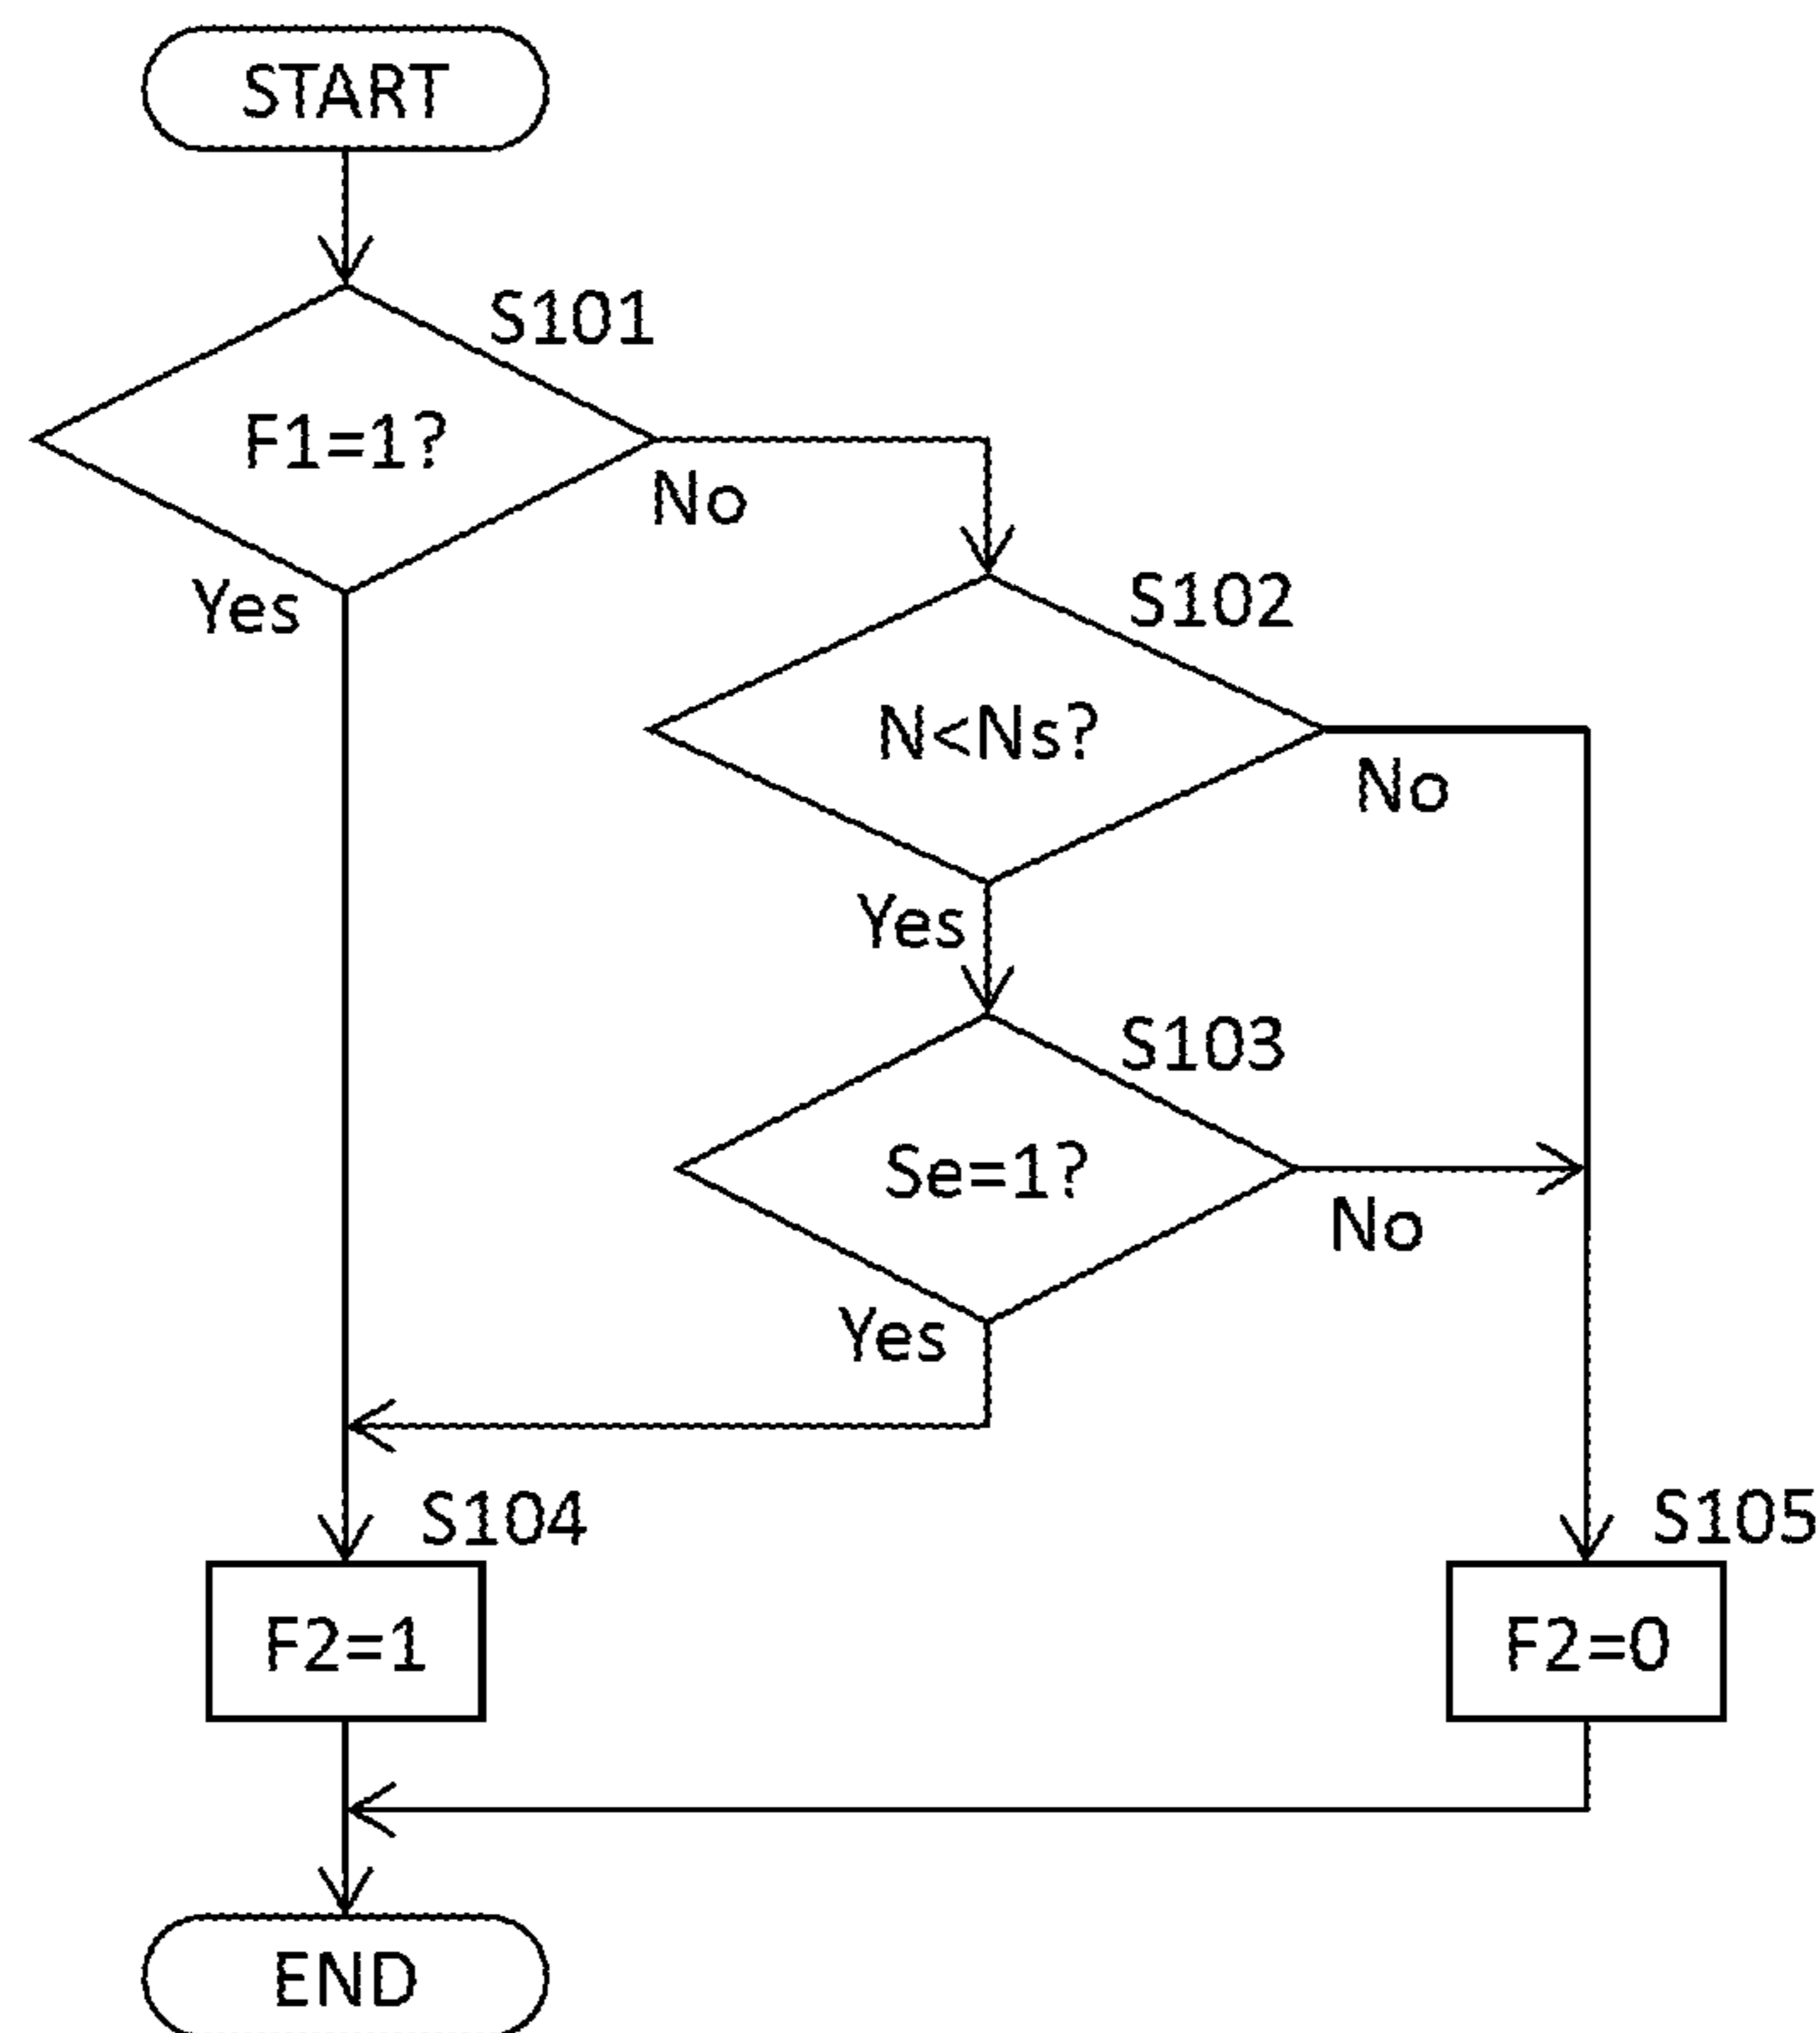 START
S101
F1=1?
No
Yes
S102
N<Ns?
No
Yes
S103
Se=1?
No
Yes
S104
S105
F2=1
F2=0
END